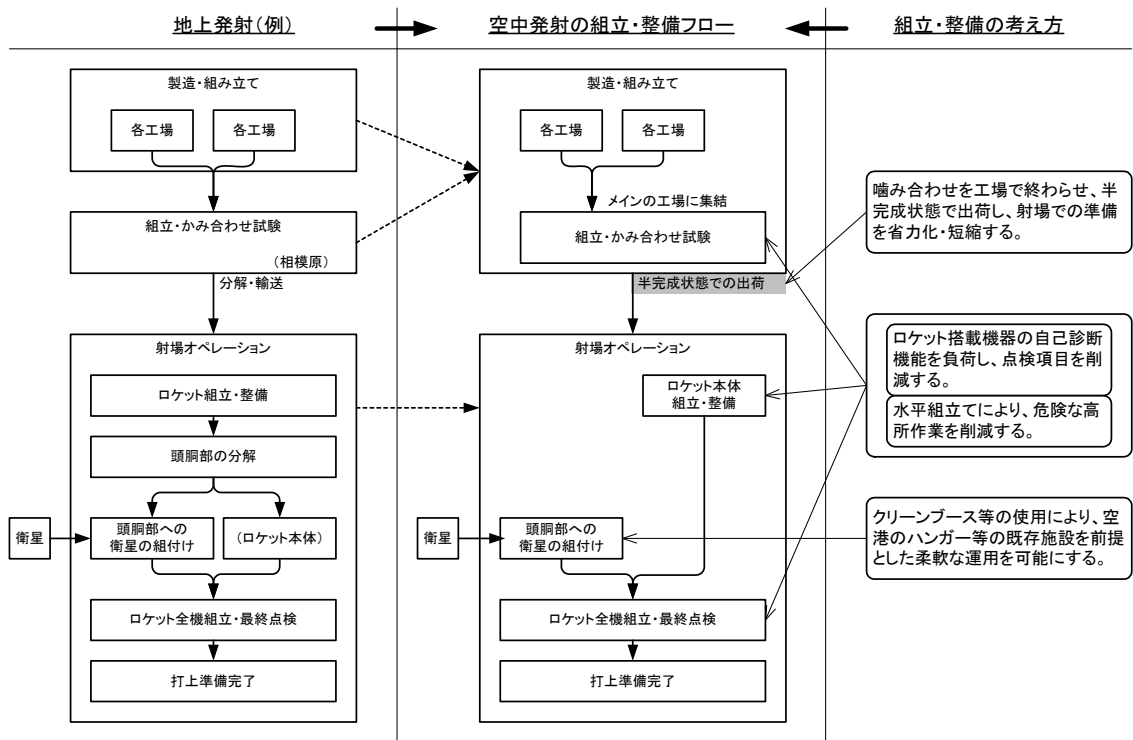 地上発射(例)
製造・組み立て
各工場
各工場
組立・かみ合わせ試験
(相模原)
分解・輸送
射場オペレーション
ロケット組立・整備
頭胴部の分解
衛星
頭胴部への
衛星の組付け
(ロケット本体)
ロケット全機組立・最終点検
打上準備完了
空中発射の組立・整備フロー
製造・組み立て
各工場
各工場
メインの工場に集結
組立・かみ合わせ試験
半完成状態での出荷
射場オペレーション
ロケット本体
組立・整備
衛星
頭胴部への
衛星の組付け
ロケット全機組立・最終点検
打上準備完了
組立・整備の考え方
噛み合わせを工場で終わらせ、半
完成状態で出荷し、射場での準備
を省力化・短縮する。
ロケット搭載機器の自己診断
機能を負荷し、点検項目を削
減する。
水平組立てにより、危険な高
所作業を削減する。
クリーンブース等の使用により、空
港のハンガー等の既存施設を前提
とした柔軟な運用を可能にする。